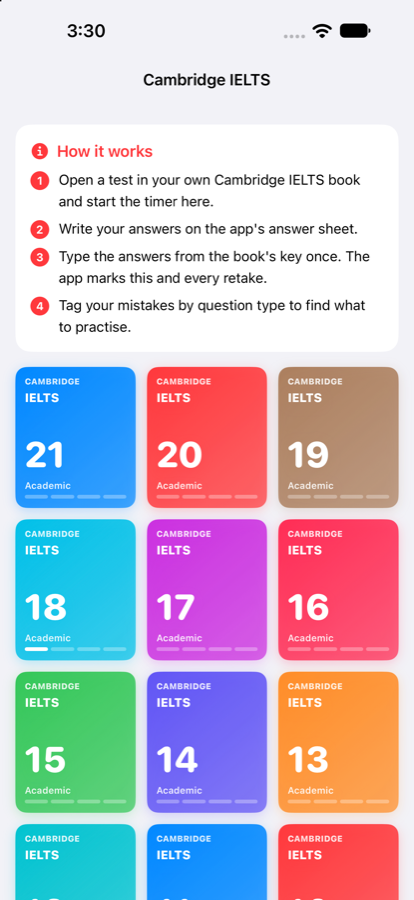 3:30
Cambridge IELTS
How it works
1 Open a test in your own Cambridge IELTS book
and start the timer here.
2 Write your answers on the app's answer sheet.
3 Type the answers from the book's key once. The
app marks this and every retake.
4 Tag your mistakes by question type to find what
to practise.
CAMBRIDGE
IELTS
21
Academic
CAMBRIDGE
IELTS
20
Academic
CAMBRIDGE
IELTS
19
Academic
CAMBRIDGE
IELTS
18
Academic
CAMBRIDGE
IELTS
17
Academic
CAMBRIDGE
IELTS
16
Academic
CAMBRIDGE
IELTS
15
Academic
CAMBRIDGE
IELTS
14
Academic
CAMBRIDGE
IELTS
13
Academic
CAMBRIDGE
IELTS
CAMBRIDGE
IELTS
CAMBRIDGE
IELTS